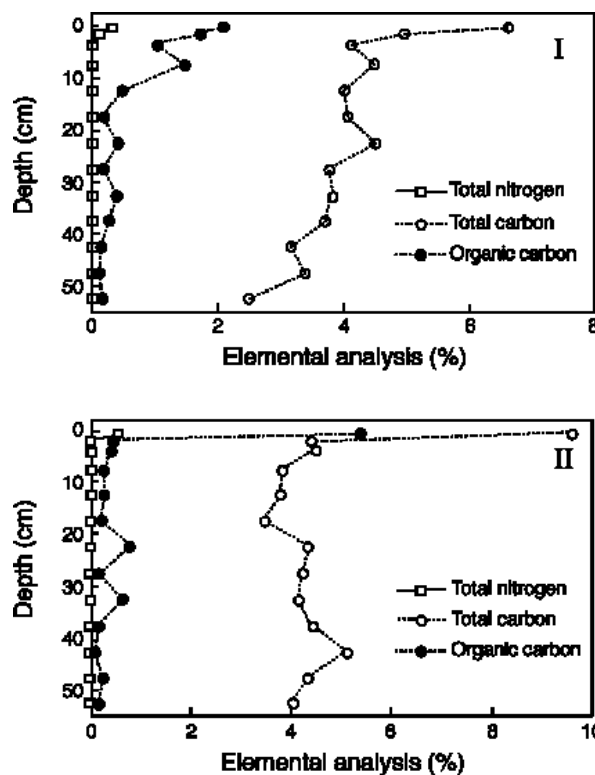 0
10
20
30
40
50
Depth (cm)
I
Total nitrogen
Total carbon
Organic carbon
0 2 4 6 8
Elemental analysis (%)
0
10
20
30
40
50
Depth (cm)
II
Total nitrogen
Total carbon
Organic carbon
0 2 4 6 8 10
Elemental analysis (%)